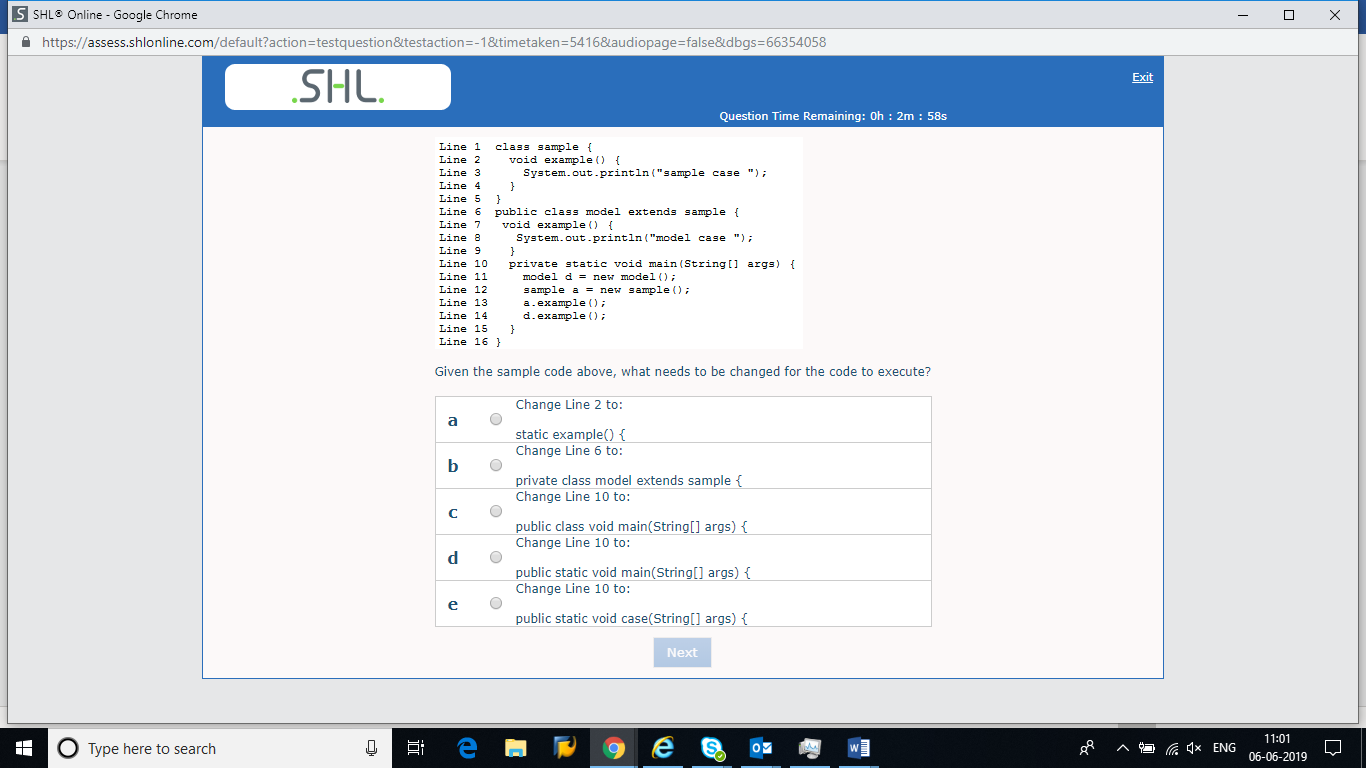 SHL® Online - Google Chrome
https://assess.shlonline.com/default?action=testquestion&testaction=-1&timetaken=5416&audiopage=false&dbgs=66354058
.SHL.
Exit
Question Time Remaining: 0h : 2m : 58s
Line 1 class sample {
Line 2 void example() {
Line 3 System.out.println("sample case ");
Line 4 }
Line 5 }
Line 6 public class model extends sample {
Line 7 void example() {
Line 8 System.out.println("model case ");
Line 9 }
Line 10 private static void main(String[] args) {
Line 11 model d = new model();
Line 12 sample a = new sample();
Line 13 a.example();
Line 14 d.example();
Line 15 }
Line 16 }
Given the sample code above, what needs to be changed for the code to execute?
a
Change Line 2 to:
static example() {
b
Change Line 6 to:
private class model extends sample {
c
Change Line 10 to:
public class void main(String[] args) {
d
Change Line 10 to:
public static void main(String[] args) {
e
Change Line 10 to:
public static void case(String[] args) {
Next
Type here to search
ENG
11:01
06-06-2019